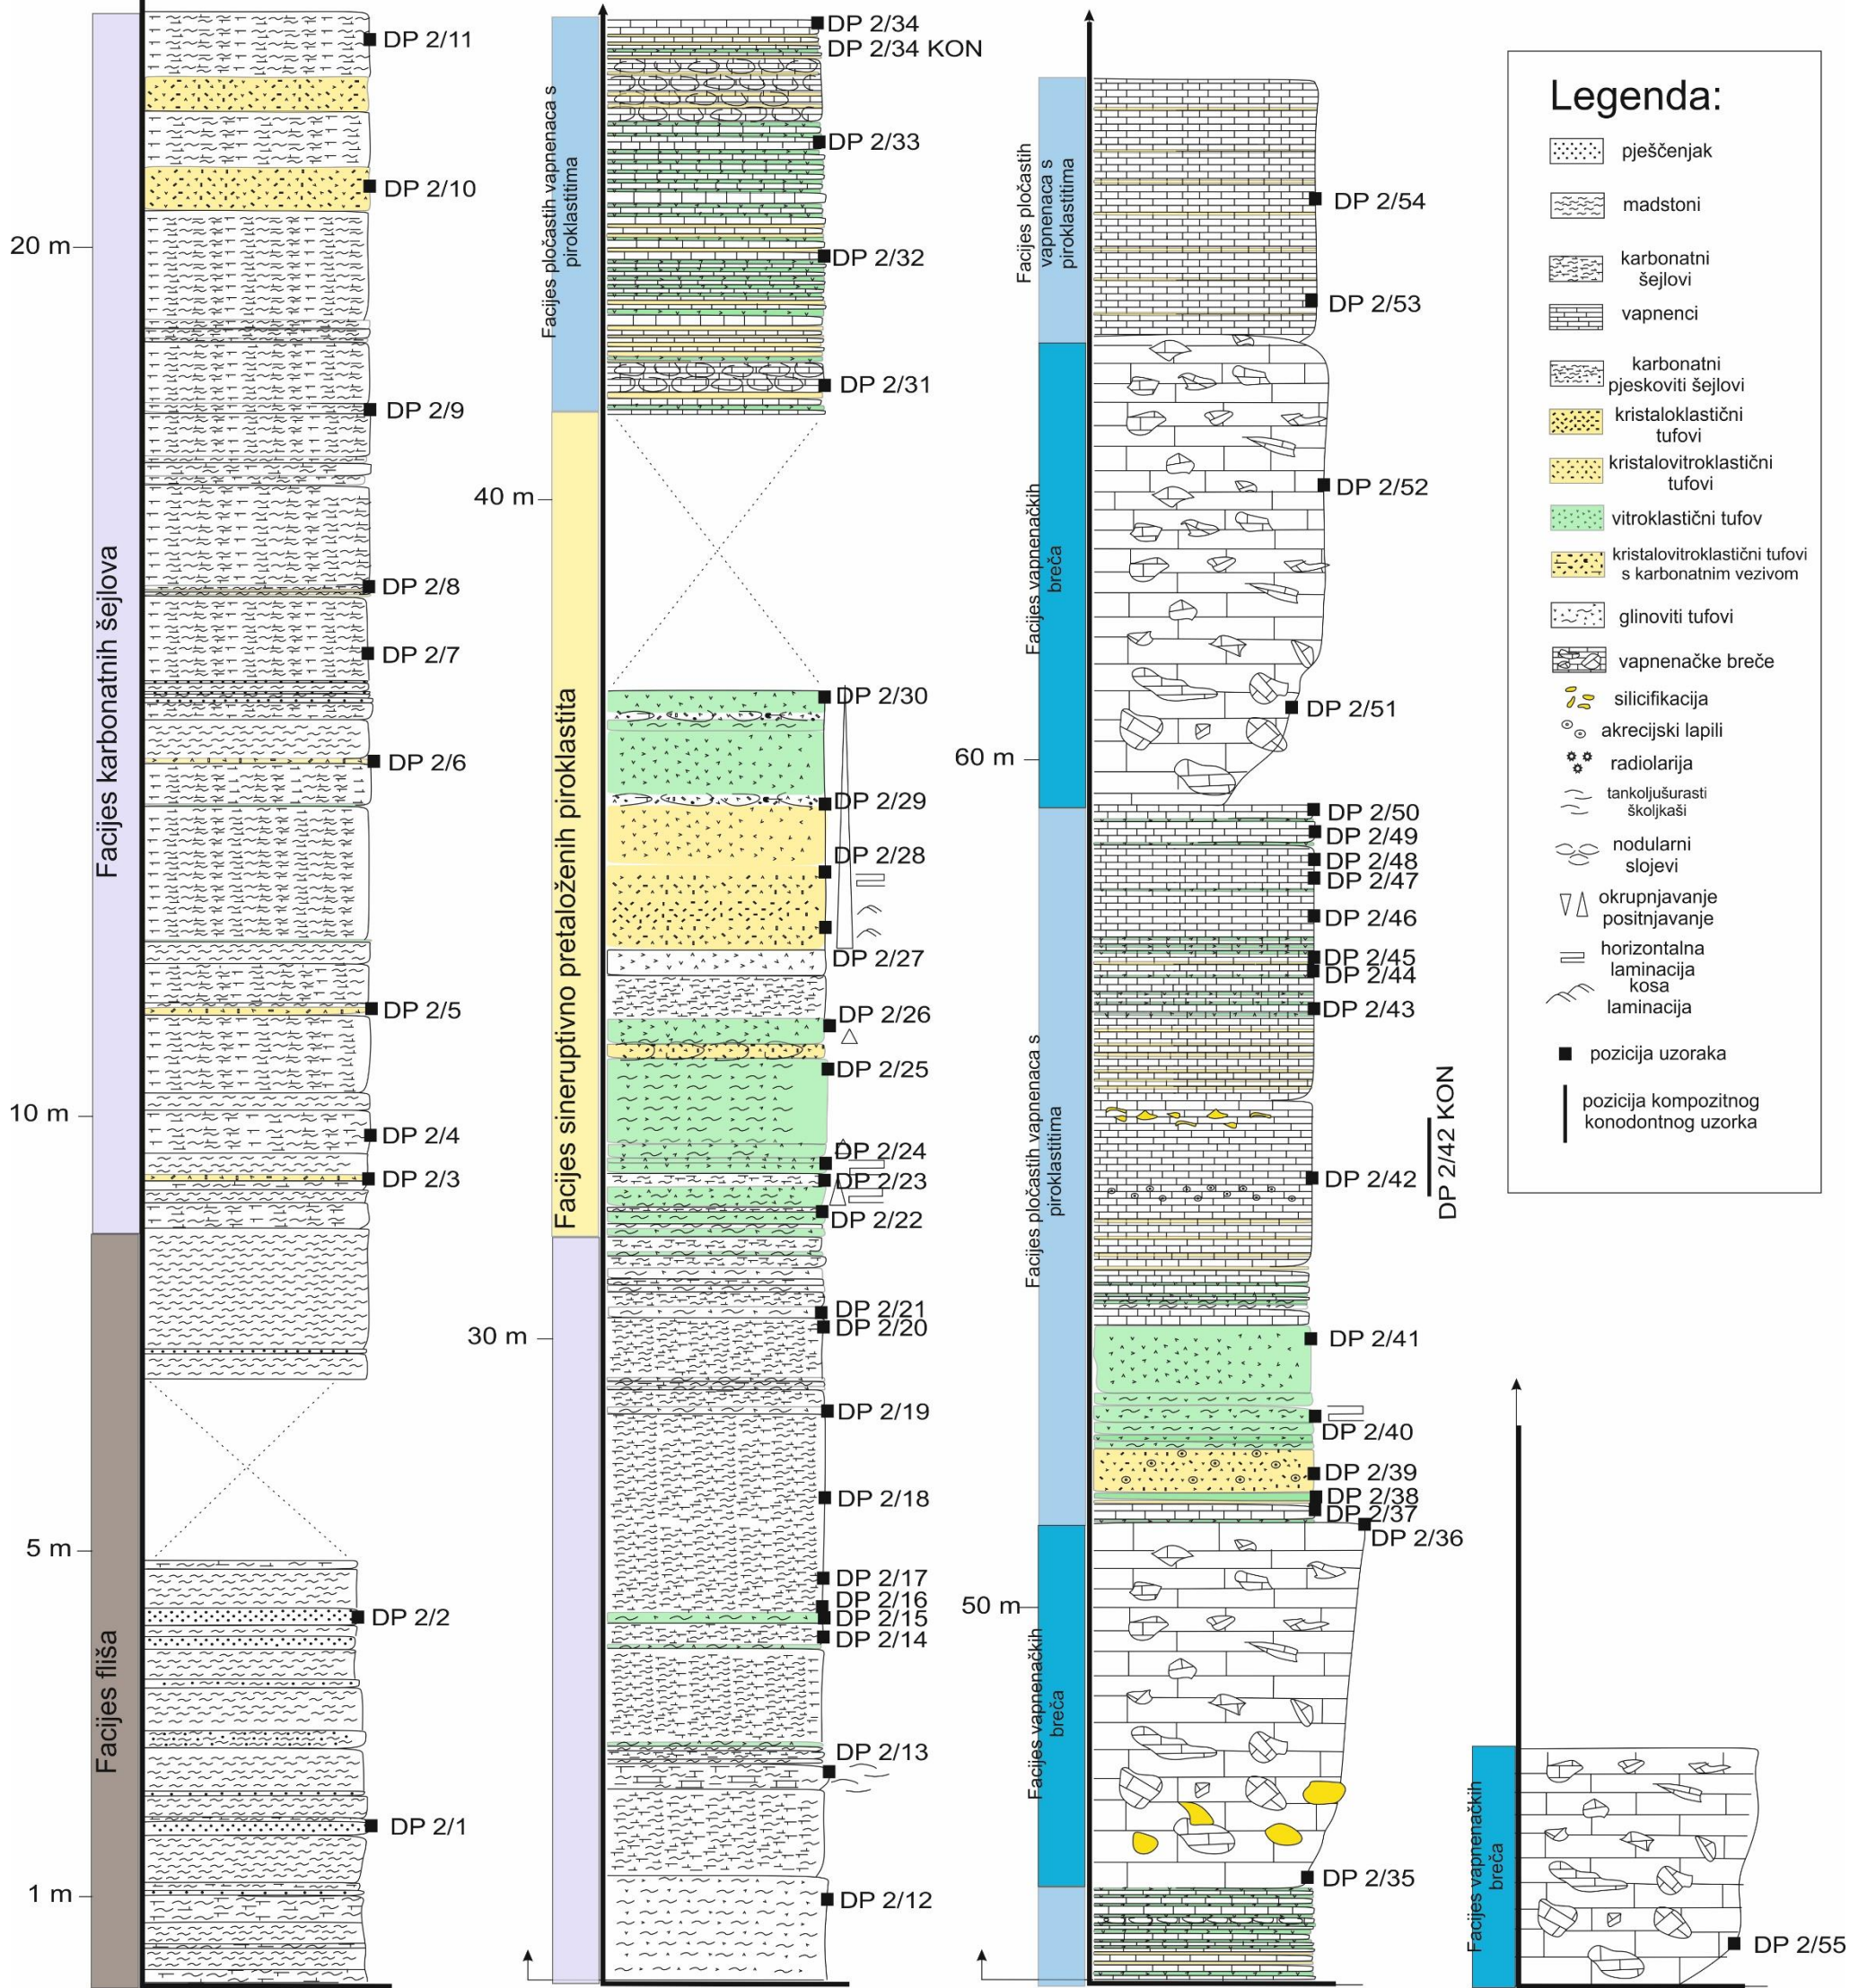 DP 2/11
DP 2/10
20 m
DP 2/9
DP 2/8
DP 2/7
DP 2/6
DP 2/5
10 m
DP 2/4
DP 2/3
5 m
DP 2/2
DP 2/1
1 m
Facijes karbonatnih šejlova
Facijes fliša
DP 2/34
DP 2/34 KON
DP 2/33
DP 2/32
DP 2/31
40 m
DP 2/30
DP 2/29
DP 2/28
DP 2/27
DP 2/26
DP 2/25
DP 2/24
DP 2/23
DP 2/22
DP 2/21
DP 2/20
30 m
DP 2/19
DP 2/18
DP 2/17
DP 2/16
DP 2/15
DP 2/14
DP 2/13
DP 2/12
Facijes pločastih vapnenaca s
piroklastitima
Facijes sineruptivno pretaloženih piroklastita
DP 2/54
DP 2/53
DP 2/52
DP 2/51
60 m
DP 2/50
DP 2/49
DP 2/48
DP 2/47
DP 2/46
DP 2/45
DP 2/44
DP 2/43
DP 2/42
DP 2/42 KON
DP 2/41
DP 2/40
DP 2/39
DP 2/38
DP 2/37
DP 2/36
50 m
DP 2/35
Facijes pločastih
vapnenaca s
piroklastitima
Facijes vapnenačkih
breča
Facijes pločastih vapnenaca s
piroklastitima
Facijes vapnenačkih
breča
Facijes vapnenačkih
breča
DP 2/55
Legenda:
pješčenjak
madstoni
karbonatni
šejlovi
vapnenci
karbonatni
pjeskoviti šejlovi
kristaloklastični
tufovi
kristalovitroklastični
tufovi
vitroklastični tufov
kristalovitroklastični tufovi
s karbonatnim vezivom
glinoviti tufovi
vapnenačke breče
silicifikacija
akrecijski lapili
radiolarija
tankoljušurasti
školjkaši
nodularni
slojevi
okrupnjavanje
positnjavanje
horizontalna
laminacija
kosa
laminacija
pozicija uzoraka
pozicija kompozitnog
konodontnog uzorka